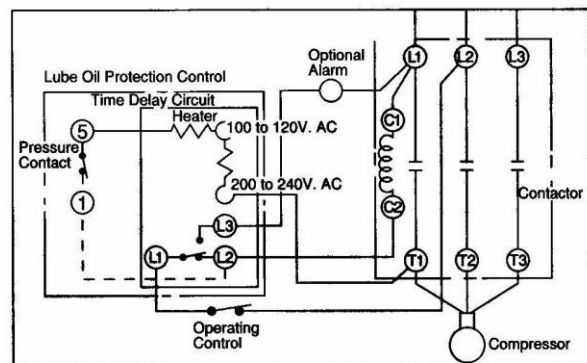 Optional
Alarm
L1
L2
L3
Lube Oil Protection Control
Time Delay Circuit
Heater
C1
5
100 to 120V. AC
Pressure
Contact
200 to 240V. AC
1
C2
Contactor
L3
L1
L2
T1
T2
T3
Operating
Control
Compressor